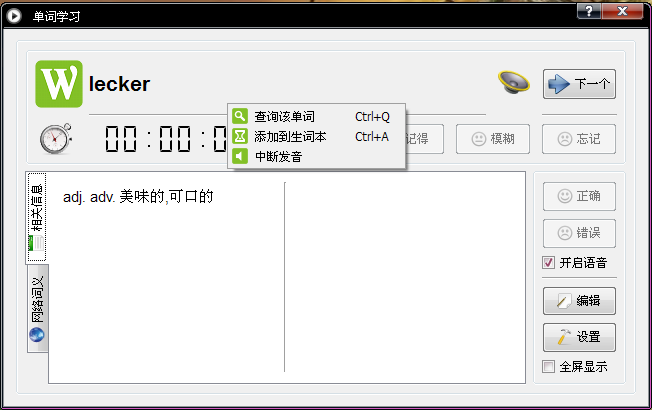 单词学习
W lecker
下一个
00:00:0
记得
模糊
忘记
查询该单词 Ctrl+Q
添加到生词本 Ctrl+A
中断发音
相关信息
网络词义
adj. adv. 美味的,可口的
正确
错误
开启语音
编辑
设置
全屏显示